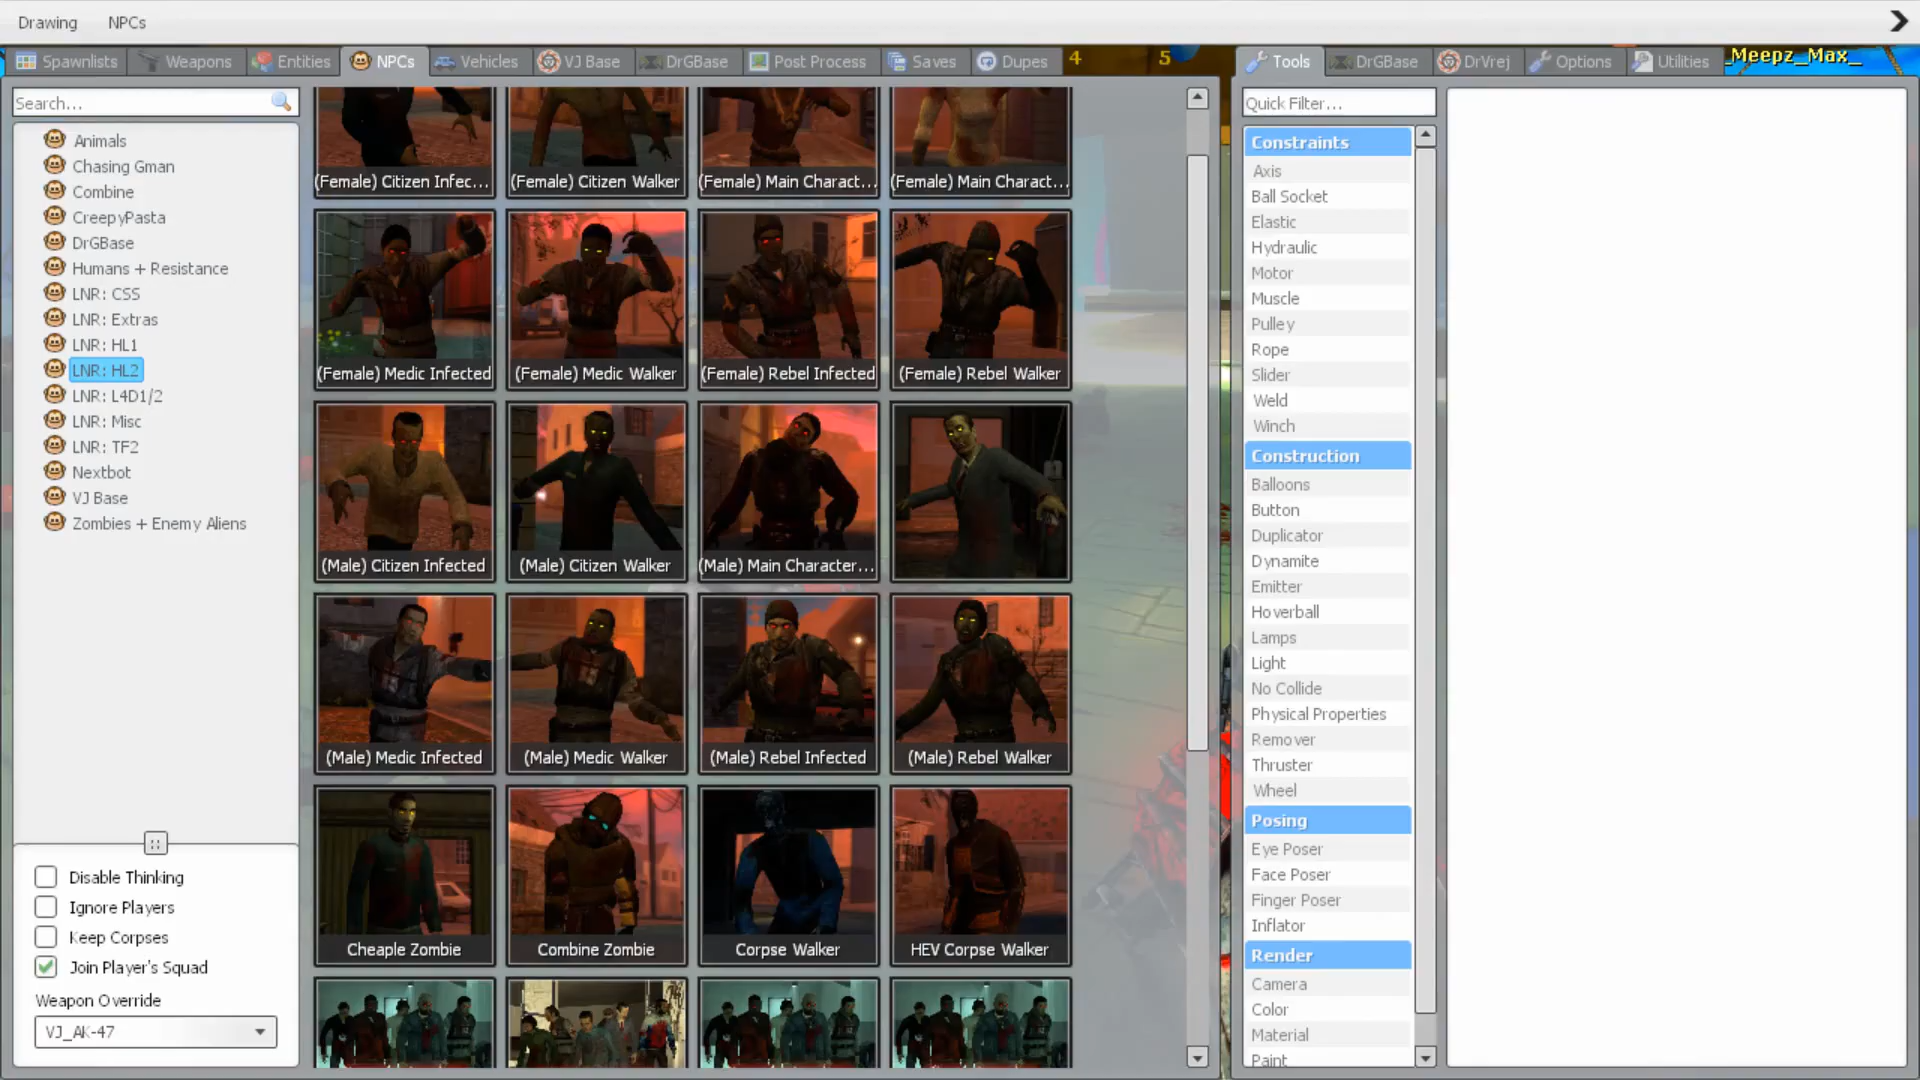 Drawing NPCs
Spawnlists Weapons Entities NPCs Vehicles VJ Base DrGBase Post Process Saves Dupes 4 5
Tools DrGBase DrVrej Options Utilities _Meepz_Max_
Search...
Animals
Chasing Gman
Combine
CreepyPasta
DrGBase
Humans + Resistance
LNR: CSS
LNR: Extras
LNR: HL1
LNR: HL2
LNR: L4D1/2
LNR: Misc
LNR: TF2
Nextbot
VJ Base
Zombies + Enemy Aliens
Disable Thinking
Ignore Players
Keep Corpses
Join Player's Squad
Weapon Override
VJ_AK-47
(Female) Citizen Infec... (Female) Citizen Walker (Female) Main Charact... (Female) Main Charact...
(Female) Medic Infected (Female) Medic Walker (Female) Rebel Infected (Female) Rebel Walker
(Male) Citizen Infected (Male) Citizen Walker (Male) Main Character...
(Male) Medic Infected (Male) Medic Walker (Male) Rebel Infected (Male) Rebel Walker
Cheaple Zombie Combine Zombie Corpse Walker HEV Corpse Walker
Quick Filter...
Constraints
Axis
Ball Socket
Elastic
Hydraulic
Motor
Muscle
Pulley
Rope
Slider
Weld
Winch
Construction
Balloons
Button
Duplicator
Dynamite
Emitter
Hoverball
Lamps
Light
No Collide
Physical Properties
Remover
Thruster
Wheel
Posing
Eye Poser
Face Poser
Finger Poser
Inflator
Render
Camera
Color
Material
Paint